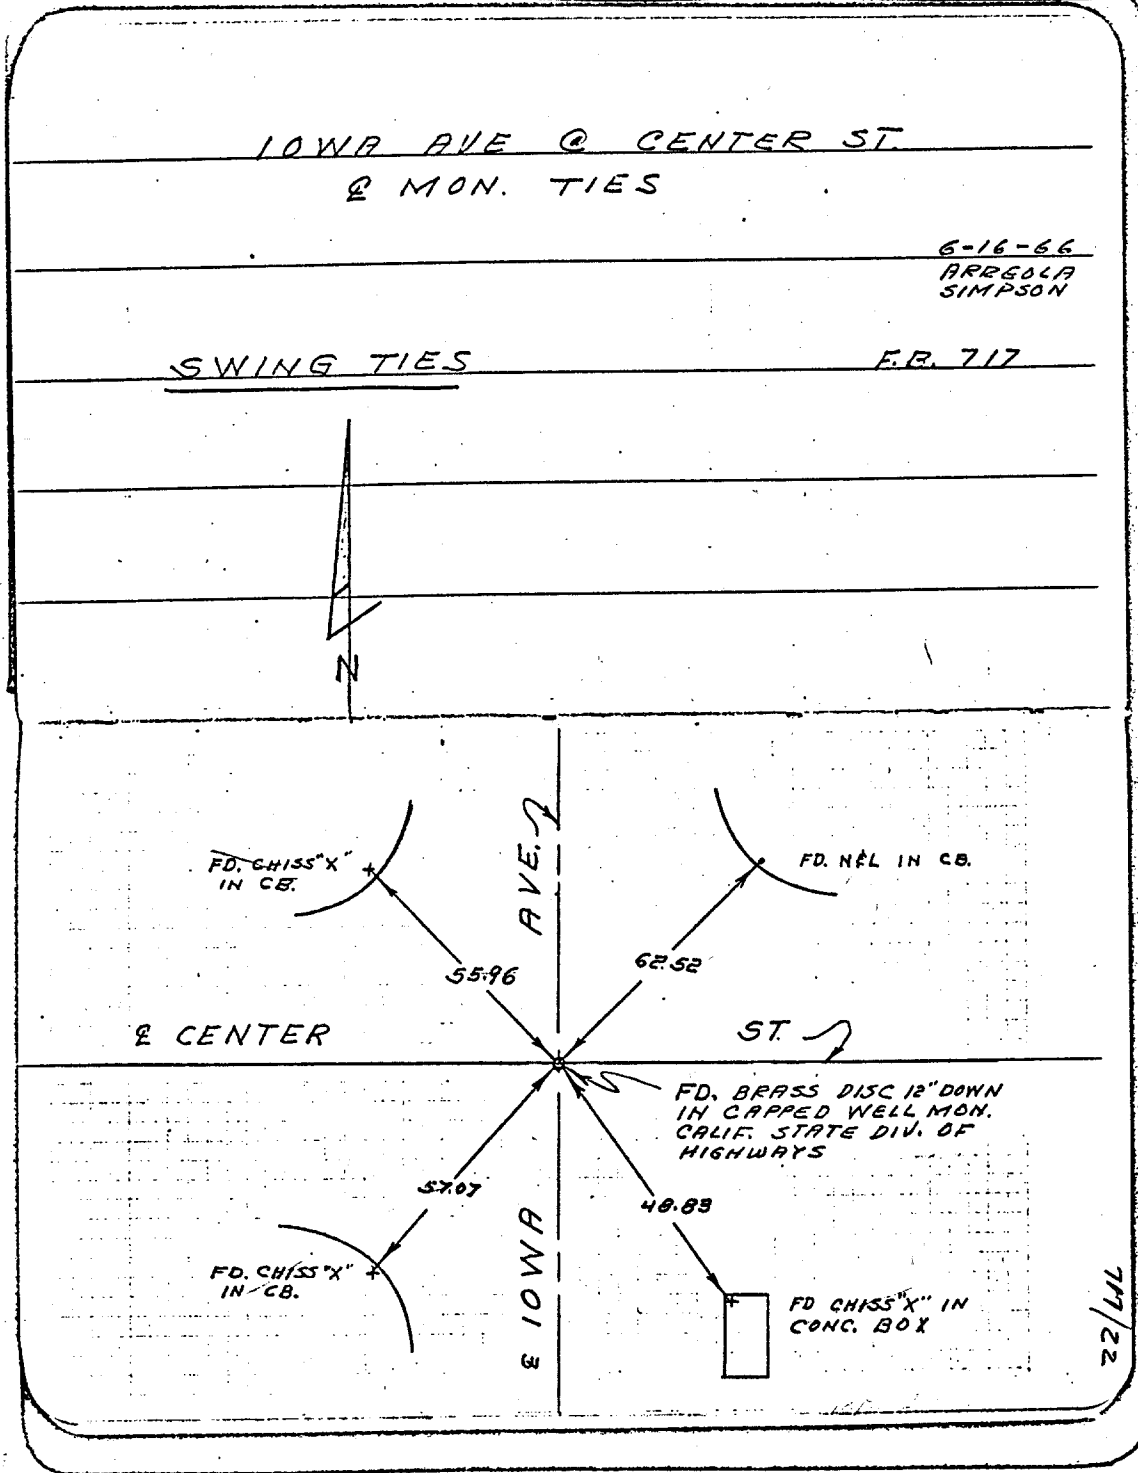 IOWA AVE @ CENTER ST.
℄ MON. TIES
6-16-66
ARREOLA
SIMPSON
SWING TIES
F.B. 717
N
FD. CHISS "X"
IN CB.
AVE.
FD. N&L IN CB.
55.96
62.52
℄ CENTER
ST.
FD. BRASS DISC 12" DOWN
IN CAPPED WELL MON.
CALIF. STATE DIV. OF
HIGHWAYS
57.07
48.83
℄ IOWA
FD. CHISS "X"
IN CB.
FD CHISS "X" IN
CONC. BOX
717/22